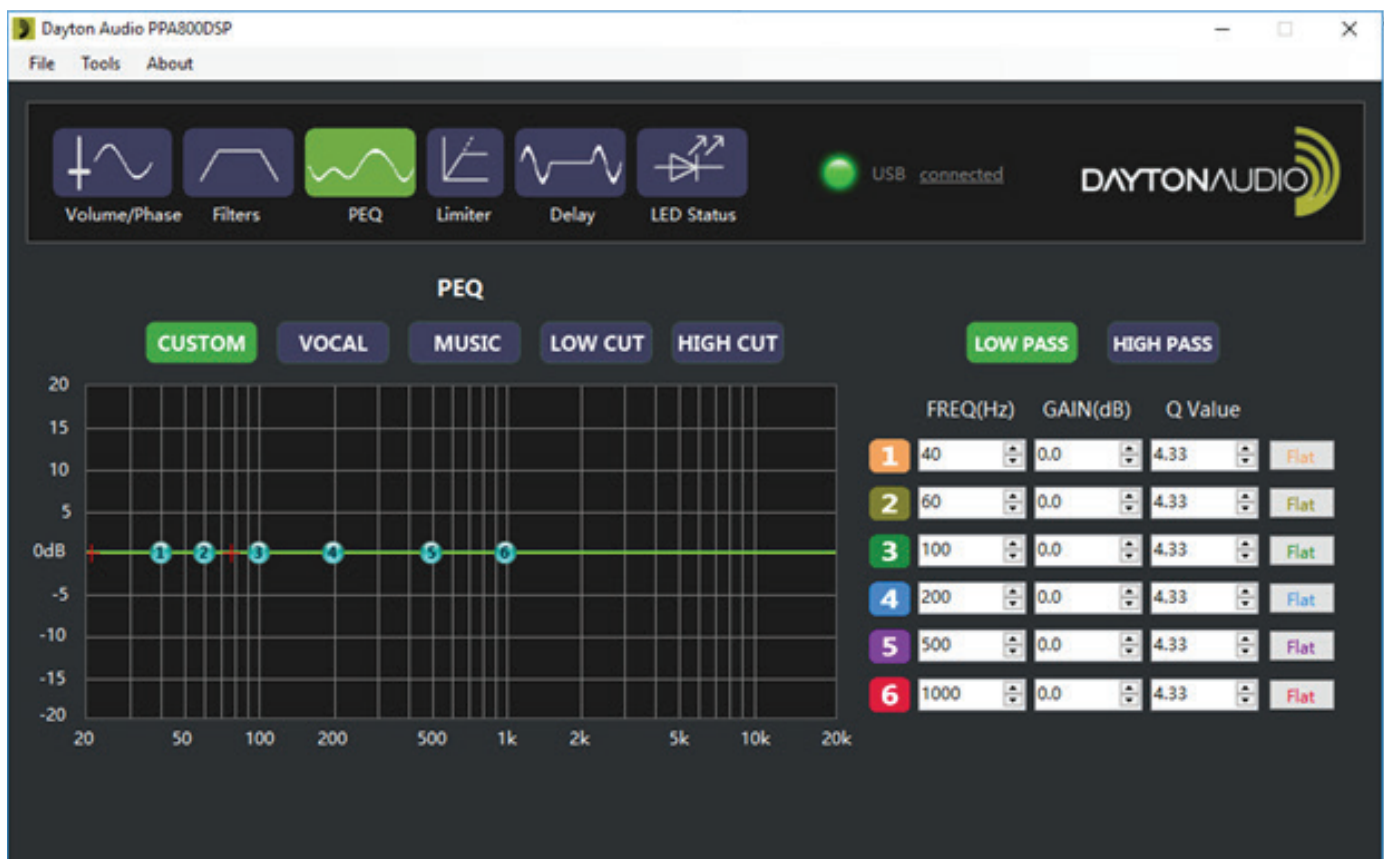 Dayton Audio PPA800DSP
File Tools About
USB connected
DAYTON AUDIO
Volume/Phase Filters PEQ Limiter Delay LED Status
PEQ
CUSTOM VOCAL MUSIC LOW CUT HIGH CUT
LOW PASS HIGH PASS
20
15
10
5
0dB
-5
-10
-15
-20
1 2 3 4 5 6
20 50 100 200 500 1k 2k 5k 10k 20k
FREQ(Hz) GAIN(dB) Q Value
1 40 0.0 4.33 Flat
2 60 0.0 4.33 Flat
3 100 0.0 4.33 Flat
4 200 0.0 4.33 Flat
5 500 0.0 4.33 Flat
6 1000 0.0 4.33 Flat